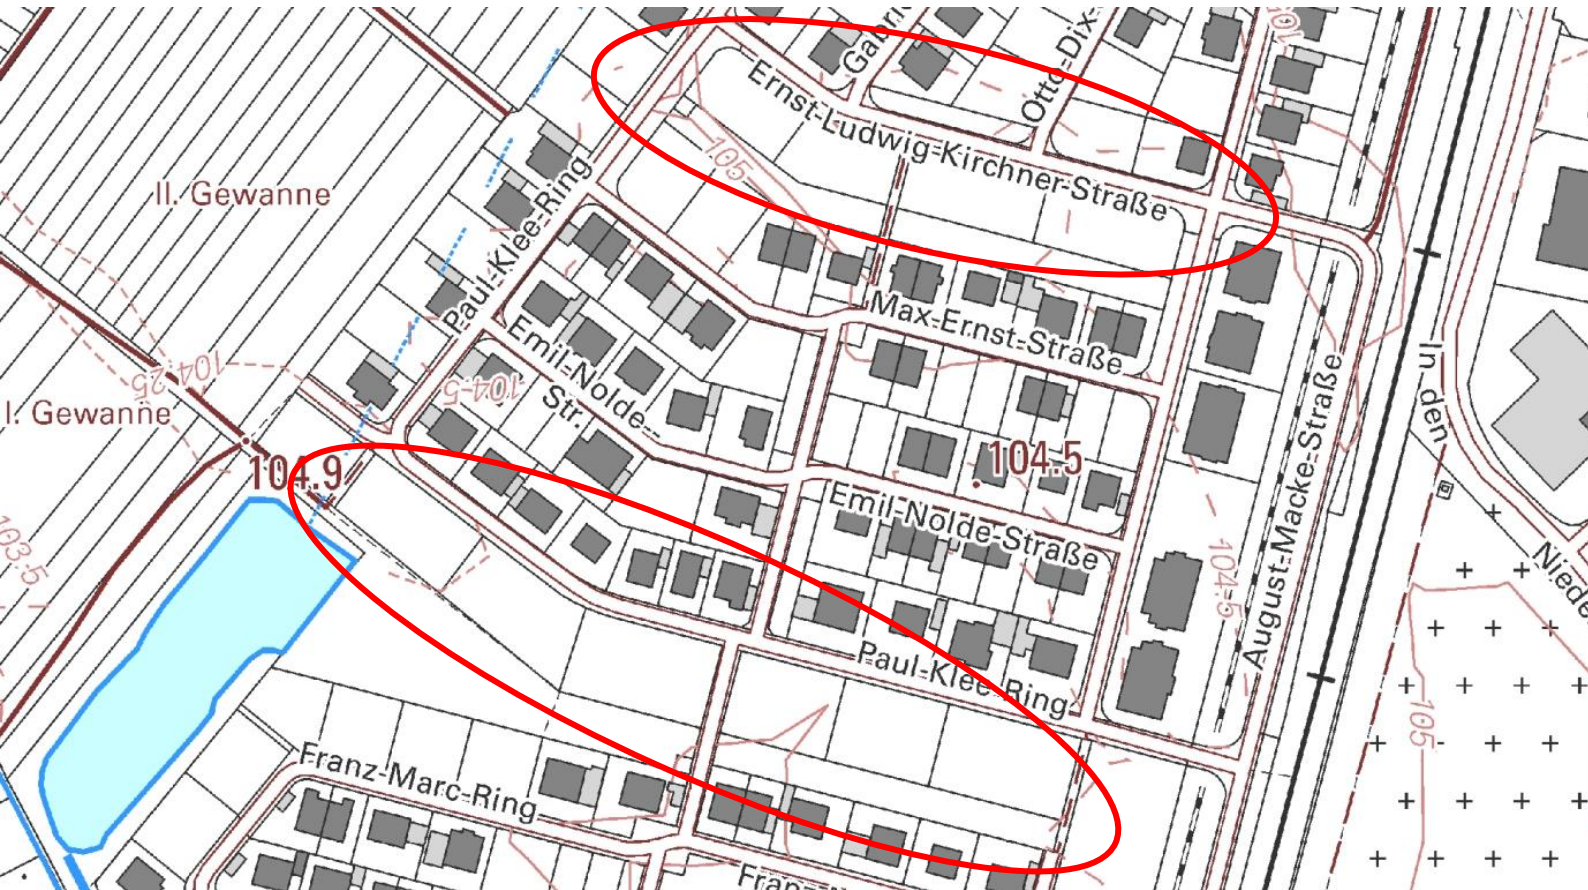 Otto-Dix-
105
Ernst-Ludwig-Kirchner-Straße
105
II. Gewanne
Paul-Klee-Ring
Max-Ernst-Straße
In den
104.25
104.5
Emil-Nolde-
Str.
I. Gewanne
104.9
104.5
August-Macke-Straße
Emil-Nolde-Straße
103.5
104.5
Paul-Klee-Ring
105
Franz-Marc-Ring